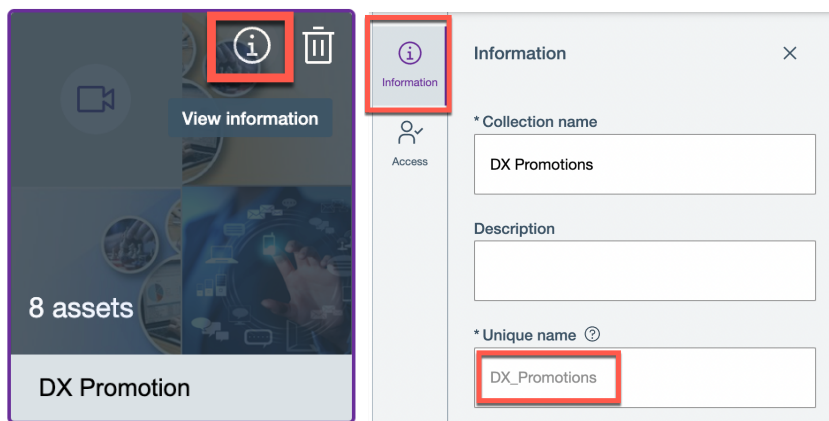 View information
8 assets
DX Promotion
Information
Access
Information
* Collection name
DX Promotions
Description
* Unique name
DX_Promotions